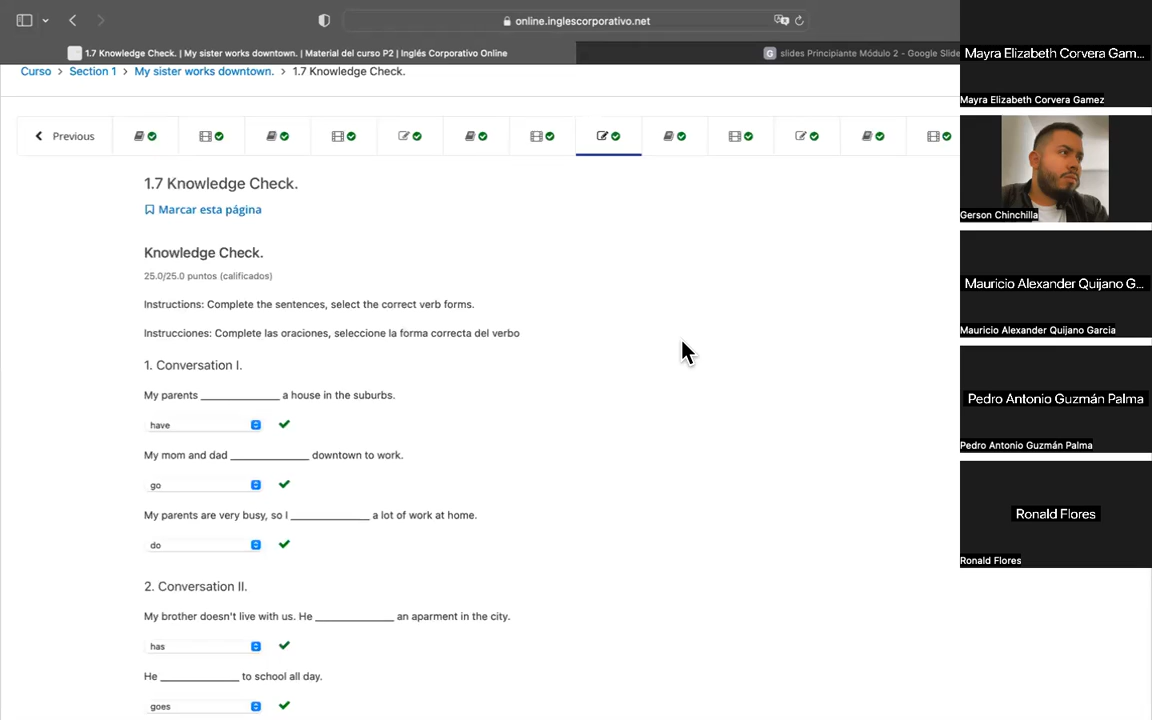 online.inglescorporativo.net
1.7 Knowledge Check. | My sister works downtown. | Material del curso P2 | Inglés Corporativo Online
slides Principiante Módulo 2 - Google Slide
Curso > Section 1 > My sister works downtown. > 1.7 Knowledge Check.
Previous
1.7 Knowledge Check.
Marcar esta página
Knowledge Check.
25.0/25.0 puntos (calificados)
Instructions: Complete the sentences, select the correct verb forms.
Instrucciones: Complete las oraciones, seleccione la forma correcta del verbo
1. Conversation I.
My parents ______________ a house in the suburbs.
have
My mom and dad ______________ downtown to work.
go
My parents are very busy, so I ______________ a lot of work at home.
do
2. Conversation II.
My brother doesn't live with us. He ______________ an aparment in the city.
has
He ______________ to school all day.
goes
Mayra Elizabeth Corvera Gam...
Mayra Elizabeth Corvera Gamez
Gerson Chinchilla
Mauricio Alexander Quijano G...
Mauricio Alexander Quijano Garcia
Pedro Antonio Guzmán Palma
Pedro Antonio Guzmán Palma
Ronald Flores
Ronald Flores